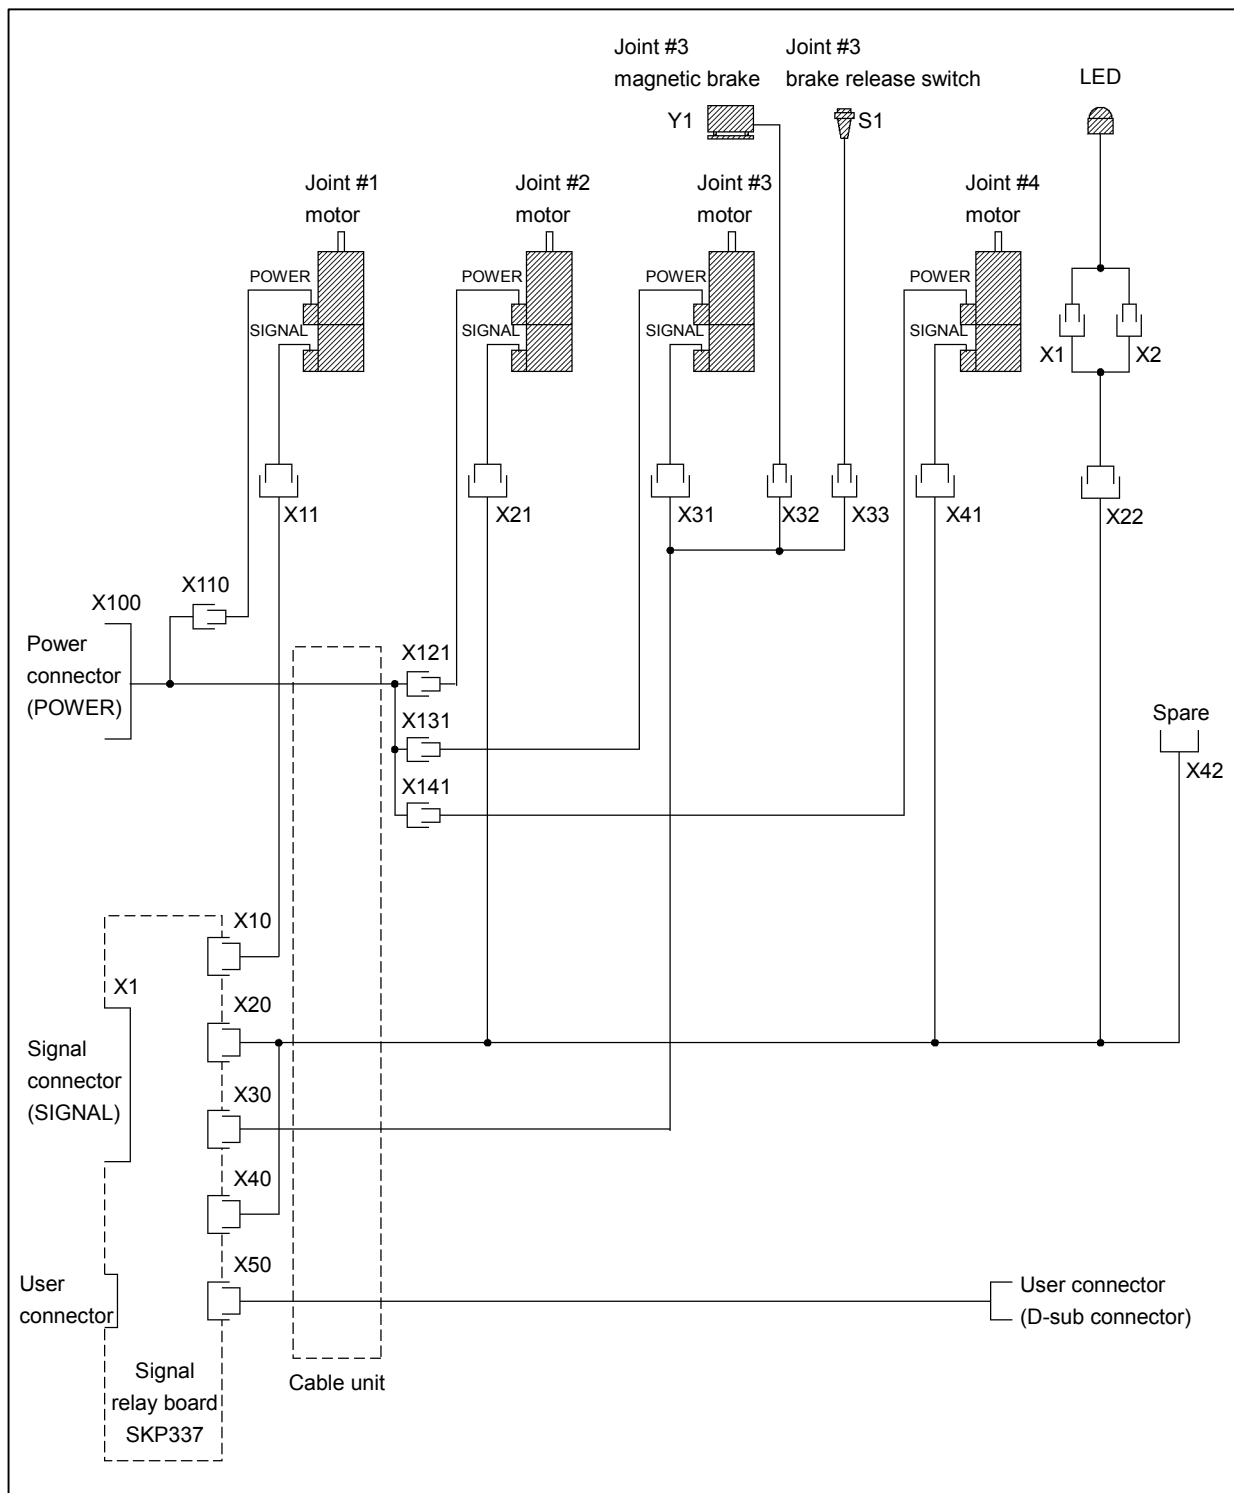 Joint #3
magnetic brake
Joint #3
brake release switch
LED
Y1
S1
Joint #1
motor
Joint #2
motor
Joint #3
motor
Joint #4
motor
POWER
POWER
POWER
POWER
SIGNAL
SIGNAL
SIGNAL
SIGNAL
X1
X2
X11
X21
X31
X32
X33
X41
X22
X110
X100
Power
connector
(POWER)
X121
X131
X141
Spare
X42
X10
X1
X20
Signal
connector
(SIGNAL)
X30
X40
X50
User
connector
User connector
(D-sub connector)
Signal
relay board
SKP337
Cable unit